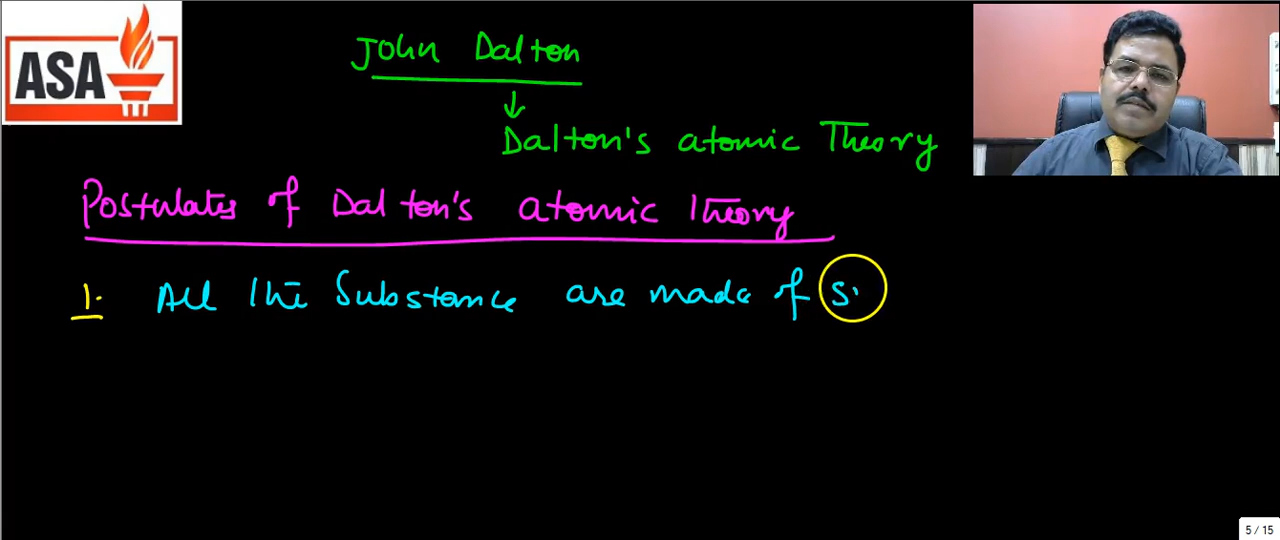 ASA
John Dalton
↓
Dalton's atomic Theory
Postulates of Dalton's atomic Theory
1. All the Substance are made of s.
5 / 15